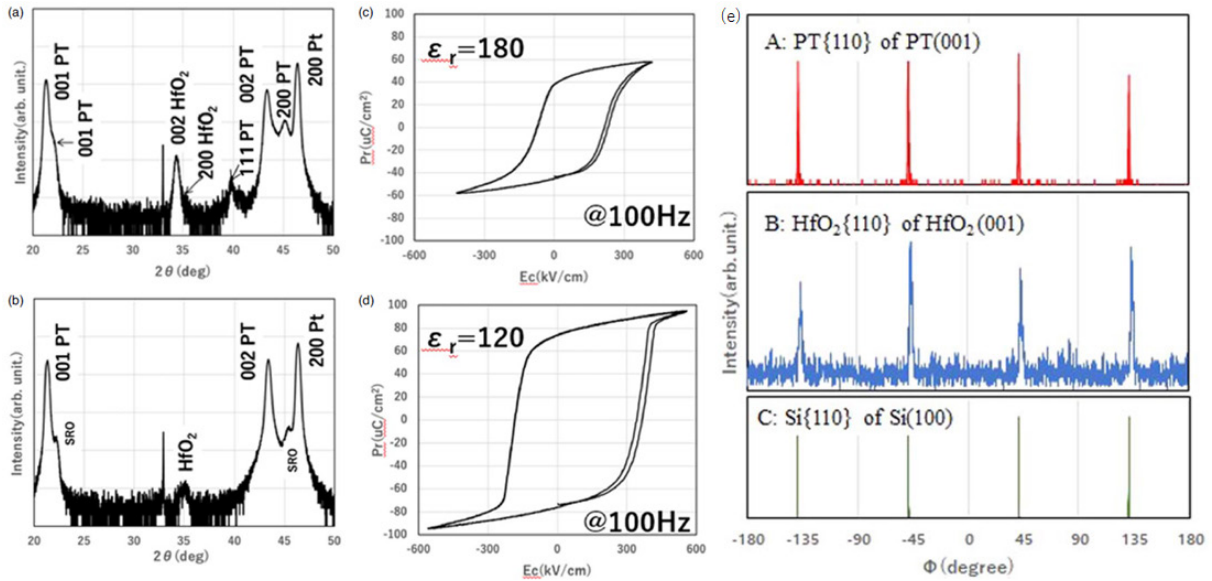 (a)
Intensity(arb. unit.)
001 PT
001 PT
002 HfO₂
200 HfO₂
111 PT
002 PT
200 PT
200 Pt
20 25 30 35 40 45 50
2θ(deg)
(c)
εr=180
@100Hz
Pr(uC/cm²)
100
80
60
40
20
0
-20
-40
-60
-80
-100
-600 -300 0 300 600
Ec(kV/cm)
(b)
Intensity(arb. unit.)
001 PT
SRO
HfO₂
002 PT
SRO
200 Pt
20 25 30 35 40 45 50
2θ(deg)
(d)
εr=120
@100Hz
Pr(uC/cm²)
100
80
60
40
20
0
-20
-40
-60
-80
-100
-600 -300 0 300 600
Ec(kV/cm)
(e)
A: PT{110} of PT(001)
B: HfO₂{110} of HfO₂(001)
C: Si{110} of Si(100)
Intensity(arb. unit.)
-180 -135 -90 -45 0 45 90 135 180
Φ(degree)